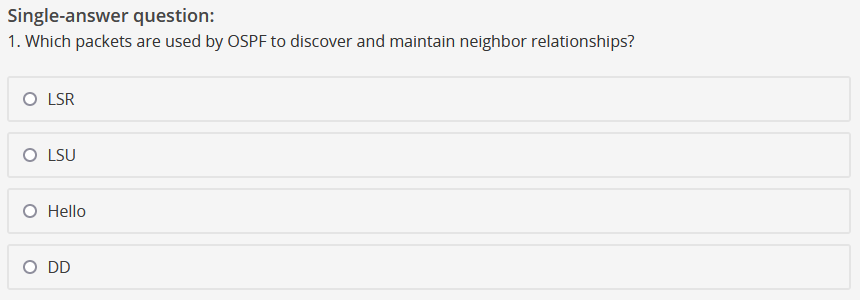 Single-answer question:
1. Which packets are used by OSPF to discover and maintain neighbor relationships?
LSR
LSU
Hello
DD